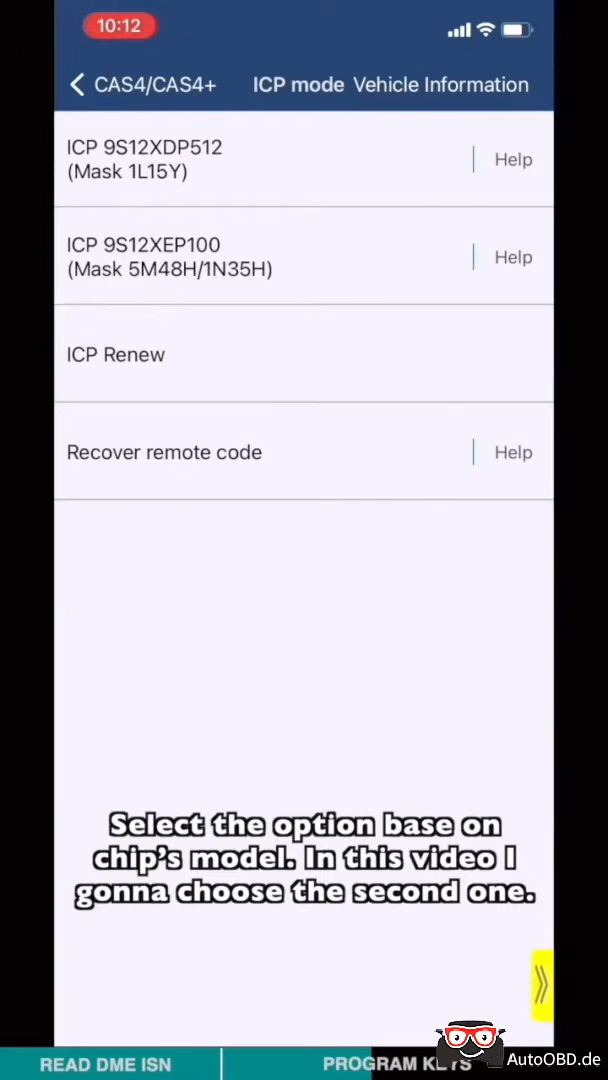 10:12
CAS4/CAS4+ ICP mode Vehicle Information
ICP 9S12XDP512
(Mask 1L15Y)
Help
ICP 9S12XEP100
(Mask 5M48H/1N35H)
Help
ICP Renew
Recover remote code
Help
Select the option base on
chip's model. In this video I
gonna choose the second one.
READ DME ISN
PROGRAM KEYS
AutoOBD.de